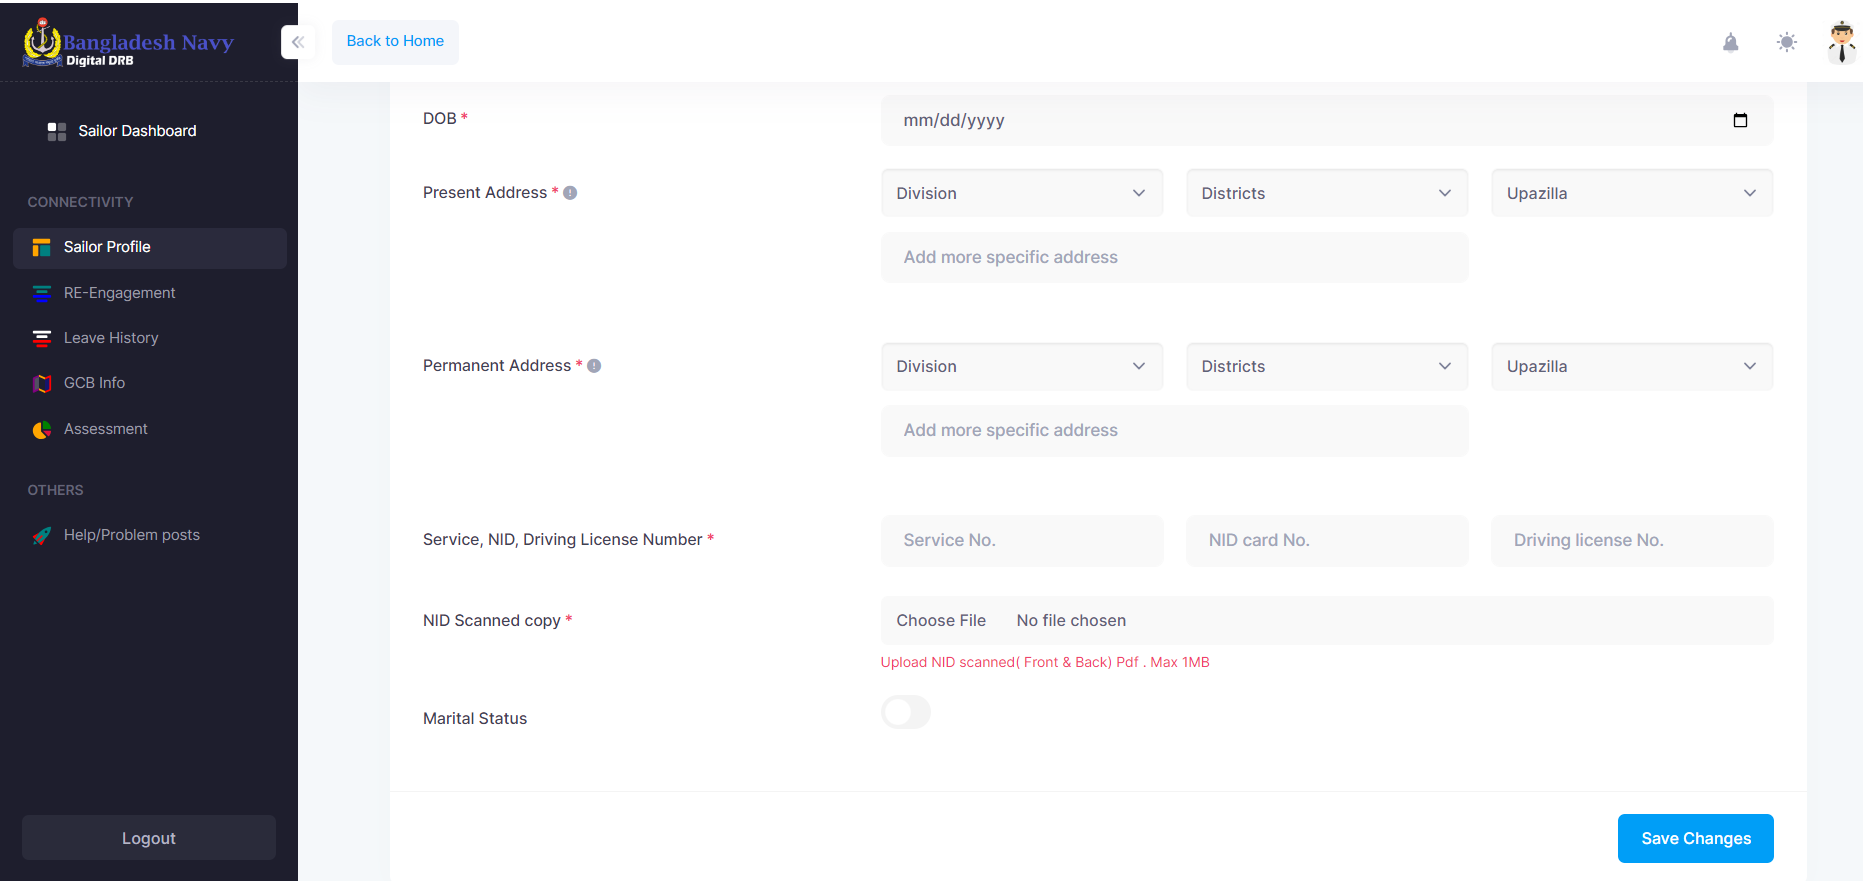 Bangladesh Navy
Digital DRB
Back to Home
Sailor Dashboard
CONNECTIVITY
Sailor Profile
RE-Engagement
Leave History
GCB Info
Assessment
OTHERS
Help/Problem posts
Logout
DOB *
mm/dd/yyyy
Present Address *
Division
Districts
Upazilla
Add more specific address
Permanent Address *
Division
Districts
Upazilla
Add more specific address
Service, NID, Driving License Number *
Service No.
NID card No.
Driving license No.
NID Scanned copy *
Choose File
No file chosen
Upload NID scanned( Front & Back) Pdf . Max 1MB
Marital Status
Save Changes